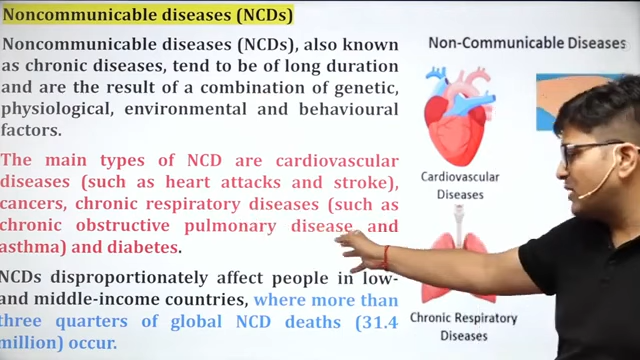 Noncommunicable diseases (NCDs)
Noncommunicable diseases (NCDs), also known
as chronic diseases, tend to be of long duration
and are the result of a combination of genetic,
physiological, environmental and behavioural
factors.
The main types of NCD are cardiovascular
diseases (such as heart attacks and stroke),
cancers, chronic respiratory diseases (such as
chronic obstructive pulmonary disease and
asthma) and diabetes.
NCDs disproportionately affect people in low-
and middle-income countries, where more than
three quarters of global NCD deaths (31.4
million) occur.
Non-Communicable Diseases
Cardiovascular
Diseases
Chronic Respiratory
Diseases